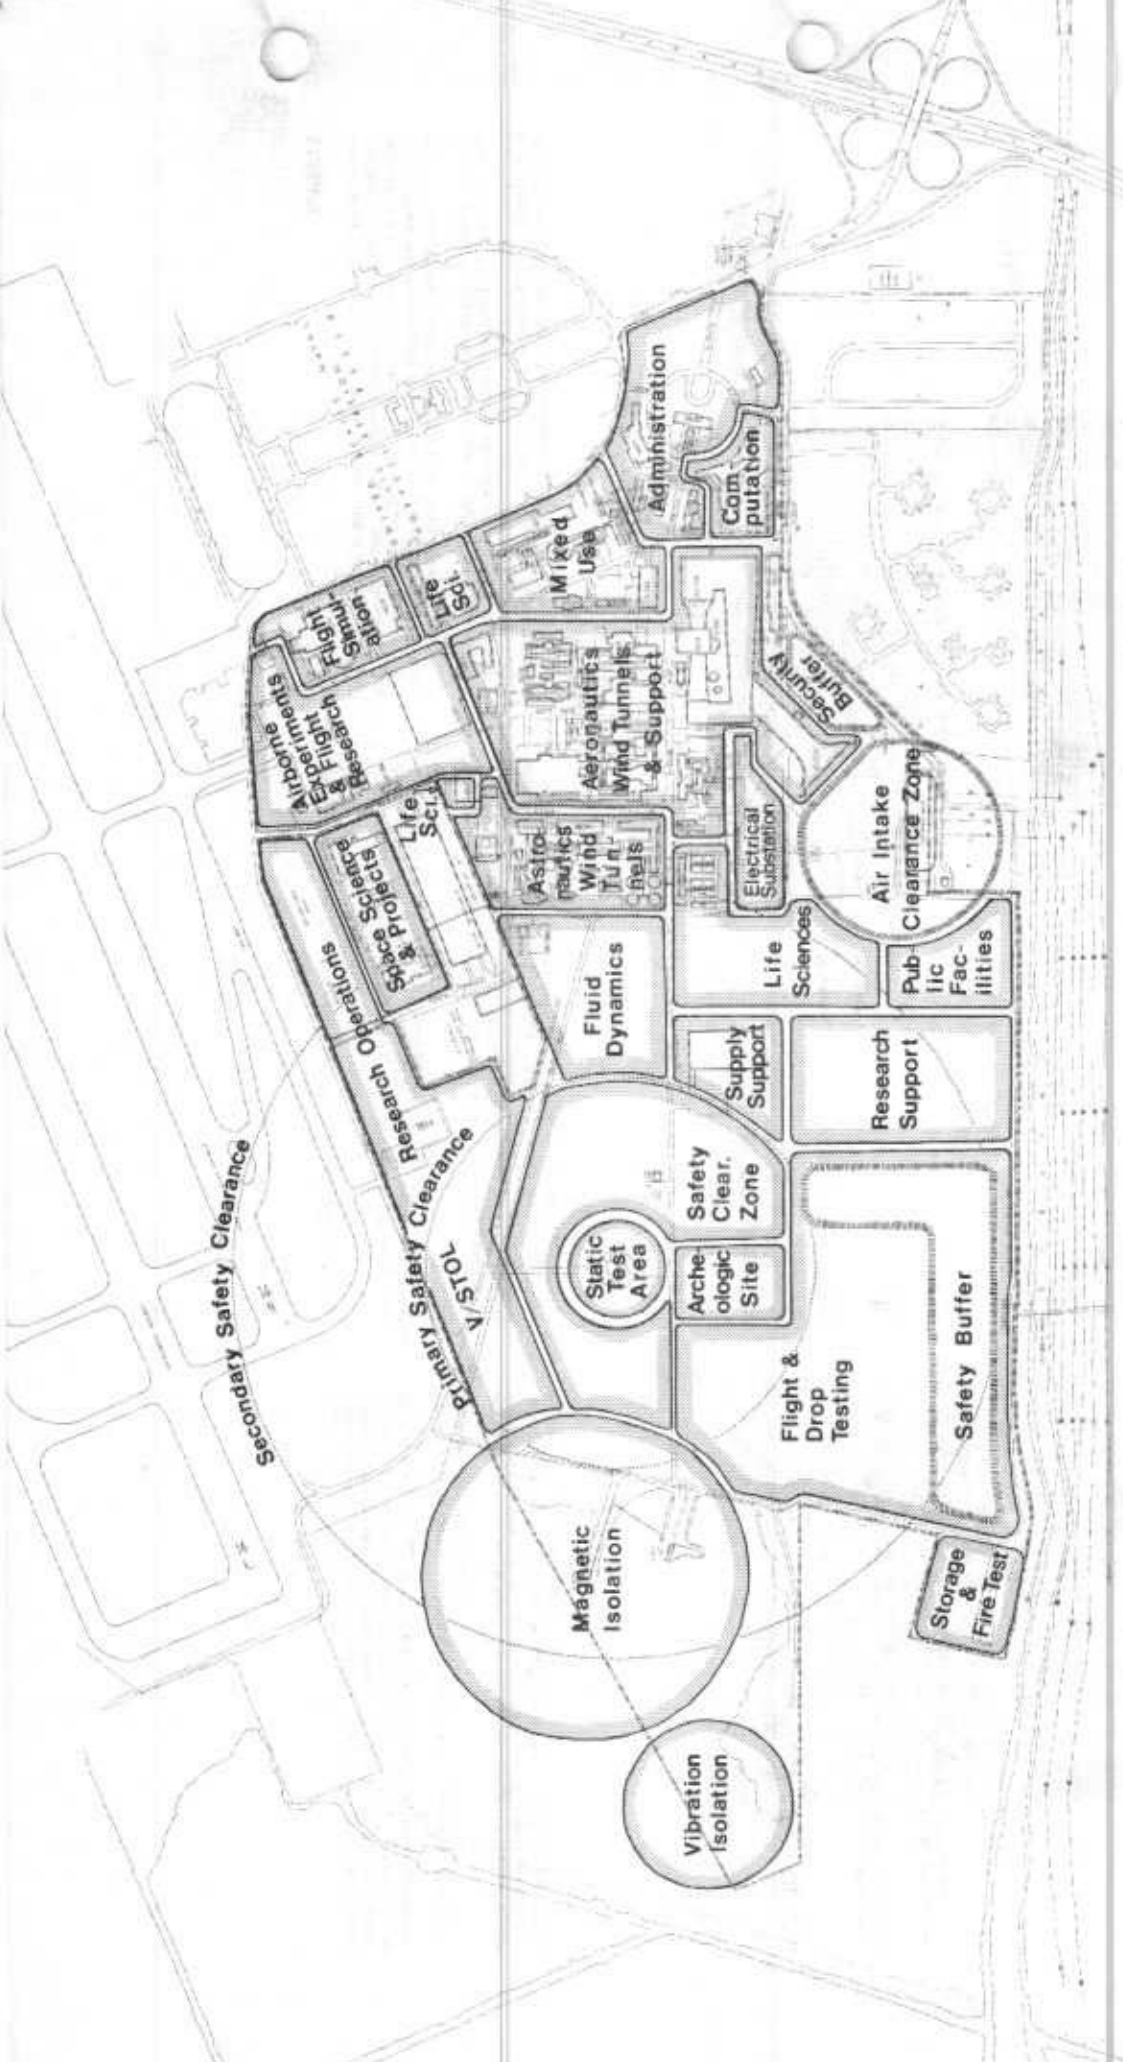 Secondary Safety Clearance
Primary Safety Clearance
V/STOL
Research Operations
Space Science
& Projects
Life
Sci.
Airborne
Experiments
& Flight
Research
Flight
Simul-
ation
Life
Sci.
Mixed
Use
Administration
Com-
putation
Aeronautics
Wind Tunnels
& Support
Security
Buffer
Astro-
nautics
Wind
Tun-
nels
Electrical
Substation
Air Intake
Clearance Zone
Fluid
Dynamics
Life
Sciences
Pub-
lic
Fac-
ilities
Supply
Support
Research
Support
Safety
Clear.
Zone
Static
Test
Area
Arche-
ologic
Site
Flight &
Drop
Testing
Safety Buffer
Magnetic
Isolation
Storage
&
Fire Test
Vibration
Isolation